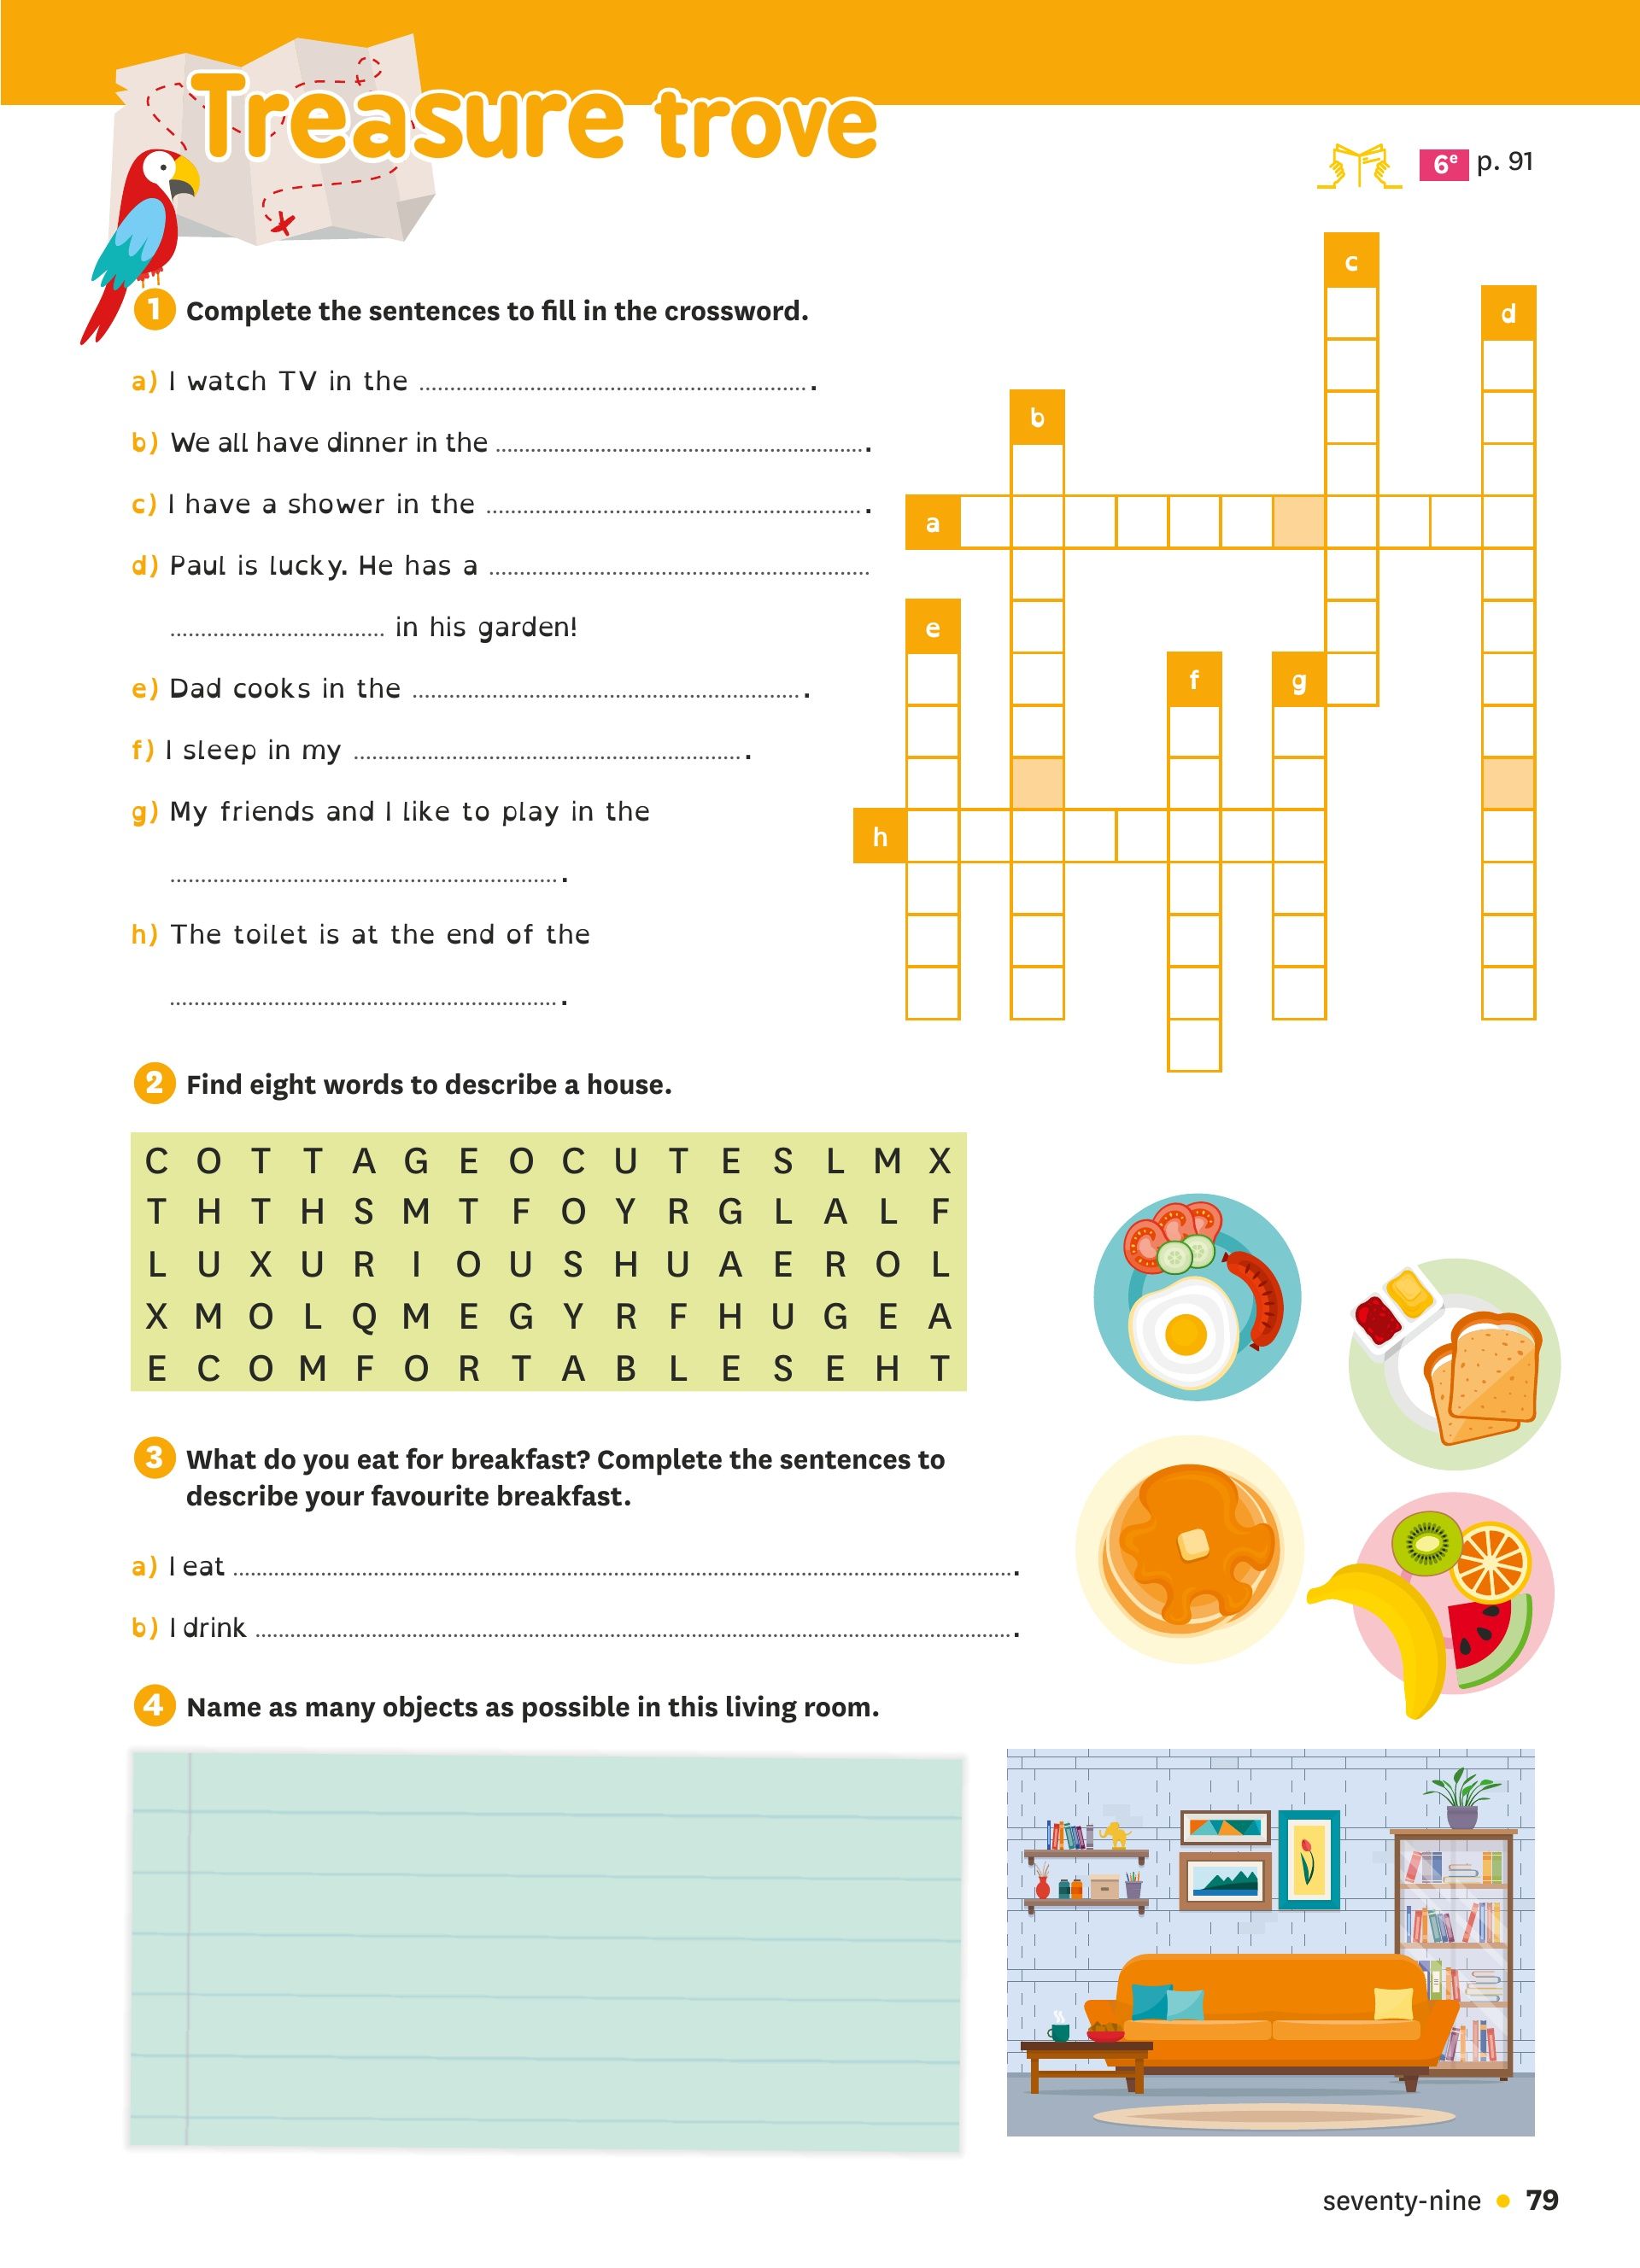 Treasure trove
6e p. 91
1 Complete the sentences to fill in the crossword.
a) I watch TV in the ........................................ .
b) We all have dinner in the ........................................ .
c) I have a shower in the ........................................ .
d) Paul is lucky. He has a ........................................
........................................ in his garden!
e) Dad cooks in the ........................................ .
f) I sleep in my ........................................ .
g) My friends and I like to play in the
........................................ .
h) The toilet is at the end of the
........................................ .
c
d
b
a
e
f
g
h
2 Find eight words to describe a house.
C O T T A G E O C U T E S L M X
T H T H S M T F O Y R G L A L F
L U X U R I O U S H U A E R O L
X M O L Q M E G Y R F H U G E A
E C O M F O R T A B L E S E H T
3 What do you eat for breakfast? Complete the sentences to
describe your favourite breakfast.
a) I eat ........................................ .
b) I drink ........................................ .
4 Name as many objects as possible in this living room.
seventy-nine • 79